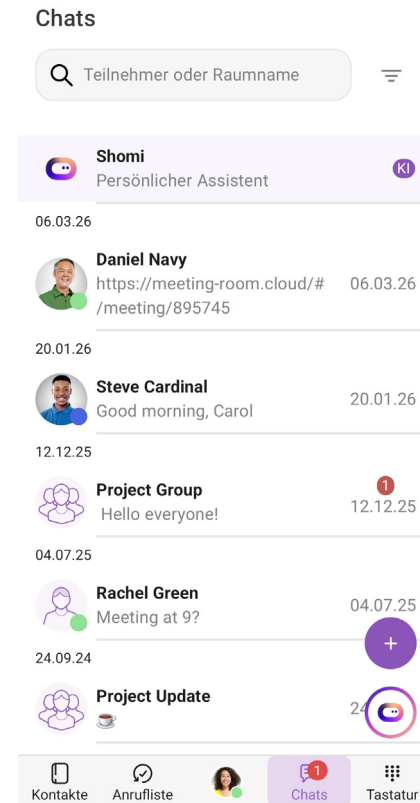 Chats
Teilnehmer oder Raumname
Shomi
Persönlicher Assistent
KI
06.03.26
Daniel Navy
https://meeting-room.cloud/#
/meeting/895745
06.03.26
20.01.26
Steve Cardinal
Good morning, Carol
20.01.26
12.12.25
Project Group
Hello everyone!
1
12.12.25
04.07.25
Rachel Green
Meeting at 9?
04.07.25
+
24.09.24
Project Update
Kontakte
Anrufliste
1
Chats
Tastatur